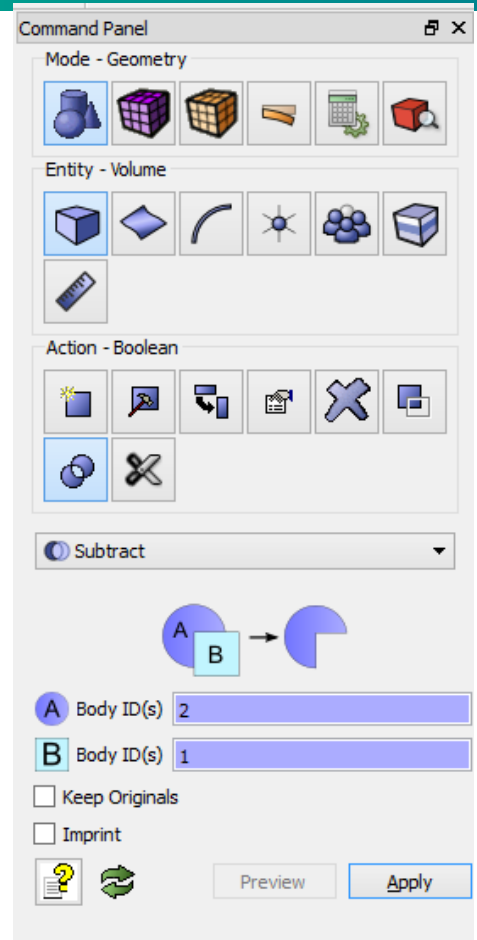 Command Panel
Mode - Geometry
Entity - Volume
Action - Boolean
Subtract
A
B
A Body ID(s) 2
B Body ID(s) 1
Keep Originals
Imprint
Preview Apply